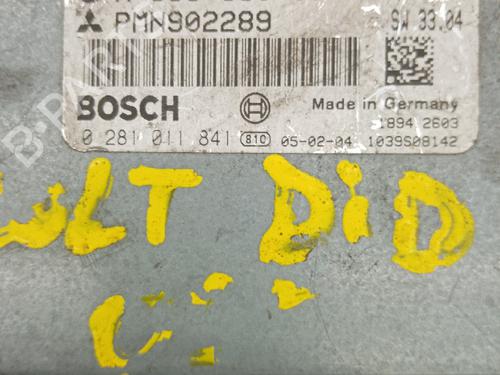 PMN902289
SW 33.04
BOSCH
Made in Germany
0 281 011 841 810 05-02-04
1894 2603
1039S08142
DiD